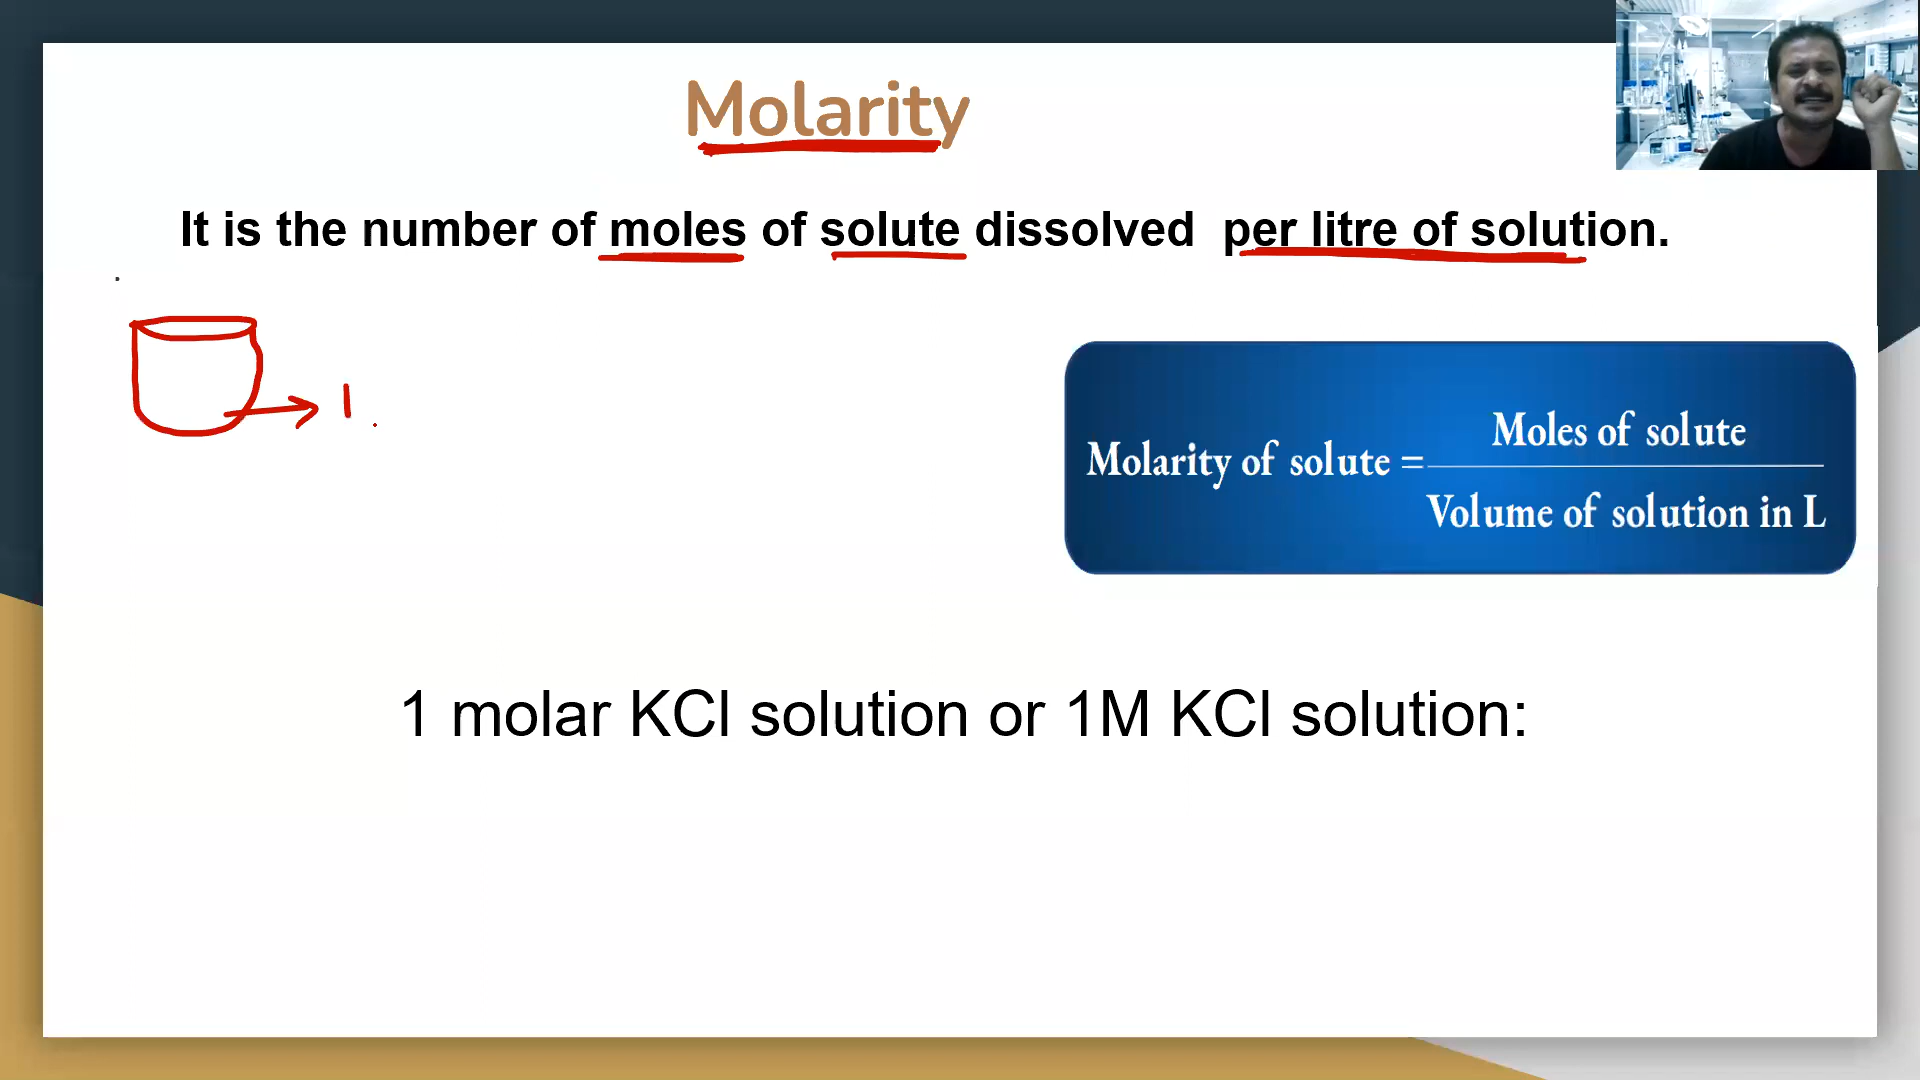 Molarity
It is the number of moles of solute dissolved per litre of solution.
1
Molarity of solute = Moles of solute
Volume of solution in L
1 molar KCl solution or 1M KCl solution: